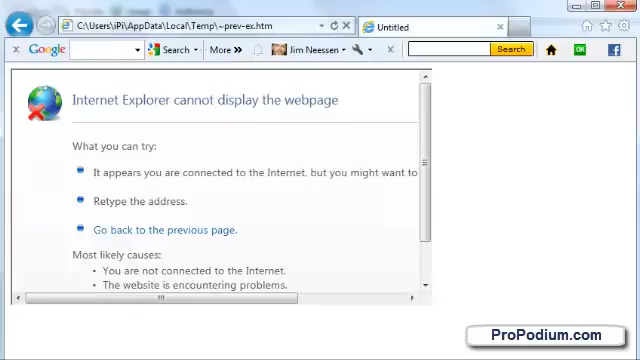 C:\Users\iPi\AppData\Local\Temp\~prev-ex.htm
Untitled
Google
Search
More »
Jim Neessen
Search
OK
Internet Explorer cannot display the webpage
What you can try:
It appears you are connected to the Internet, but you might want to
Retype the address.
Go back to the previous page.
Most likely causes:
• You are not connected to the Internet.
• The website is encountering problems.
ProPodium.com